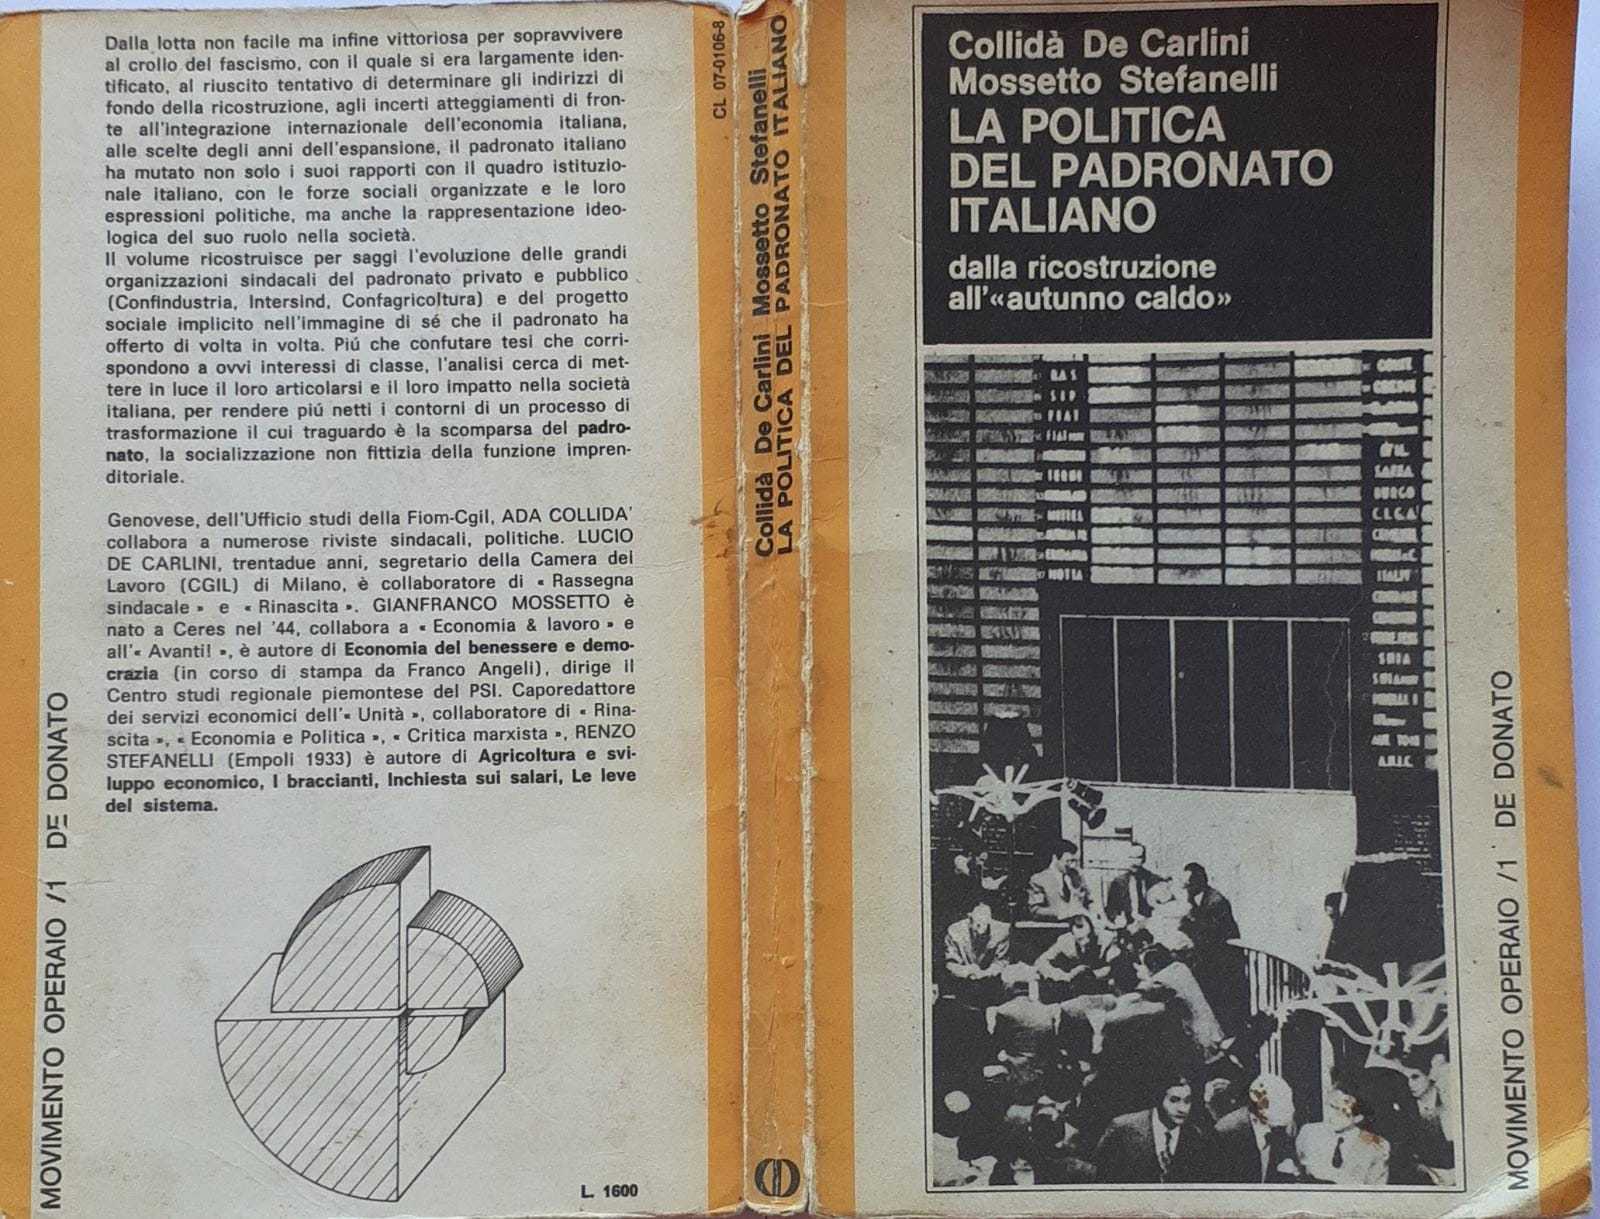 Dalla lotta non facile ma infine vittoriosa per sopravvivere
al crollo del fascismo, con il quale si era largamente iden-
tificato, al riuscito tentativo di determinare gli indirizzi di
fondo della ricostruzione, agli incerti atteggiamenti di fron-
te all'integrazione internazionale dell'economia italiana,
alle scelte degli anni dell'espansione, il padronato italiano
ha mutato non solo i suoi rapporti con il quadro istituzio-
nale italiano, con le forze sociali organizzate e le loro
espressioni politiche, ma anche la rappresentazione ideo-
logica del suo ruolo nella società.
Il volume ricostruisce per saggi l'evoluzione delle grandi
organizzazioni sindacali del padronato privato e pubblico
(Confindustria, Intersind, Confagricoltura) e del progetto
sociale implicito nell'immagine di sé che il padronato ha
offerto di volta in volta. Piú che confutare tesi che corri-
spondono a ovvi interessi di classe, l'analisi cerca di met-
tere in luce il loro articolarsi e il loro impatto nella società
italiana, per rendere piú netti i contorni di un processo di
trasformazione il cui traguardo è la scomparsa del padro-
nato, la socializzazione non fittizia della funzione impren-
ditoriale.
Genovese, dell'Ufficio studi della Fiom-Cgil, ADA COLLIDA'
collabora a numerose riviste sindacali, politiche. LUCIO
DE CARLINI, trentadue anni, segretario della Camera del
Lavoro (CGIL) di Milano, è collaboratore di « Rassegna
sindacale » e « Rinascita ». GIANFRANCO MOSSETTO è
nato a Ceres nel '44, collabora a « Economia & lavoro » e
all'« Avanti! », è autore di Economia del benessere e demo-
crazia (in corso di stampa da Franco Angeli), dirige il
Centro studi regionale piemontese del PSI. Caporedattore
dei servizi economici dell'« Unità », collaboratore di « Rina-
scita », « Economia e Politica », « Critica marxista », RENZO
STEFANELLI (Empoli 1933) è autore di Agricoltura e svi-
luppo economico, I braccianti, Inchiesta sui salari, Le leve
del sistema.
L. 1600
MOVIMENTO OPERAIO /1 DE DONATO
CL 07-0106-8
Collidà De Carlini Mossetto Stefanelli
LA POLITICA DEL PADRONATO ITALIANO
Collidà De Carlini
Mossetto Stefanelli
LA POLITICA
DEL PADRONATO
ITALIANO
dalla ricostruzione
all'«autunno caldo»
SIP
FIAT
MOTTA
BURGO
MOVIMENTO OPERAIO /1 DE DONATO